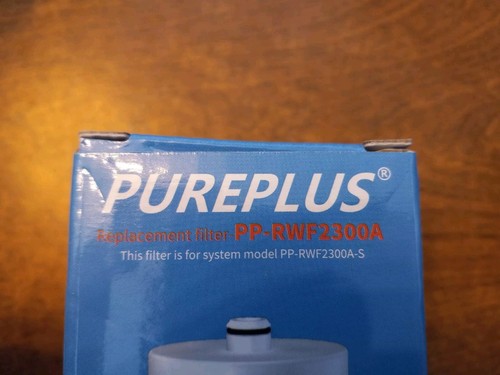 PUREPLUS®
Replacement filter PP-RWF2300A
This filter is for system model PP-RWF2300A-S